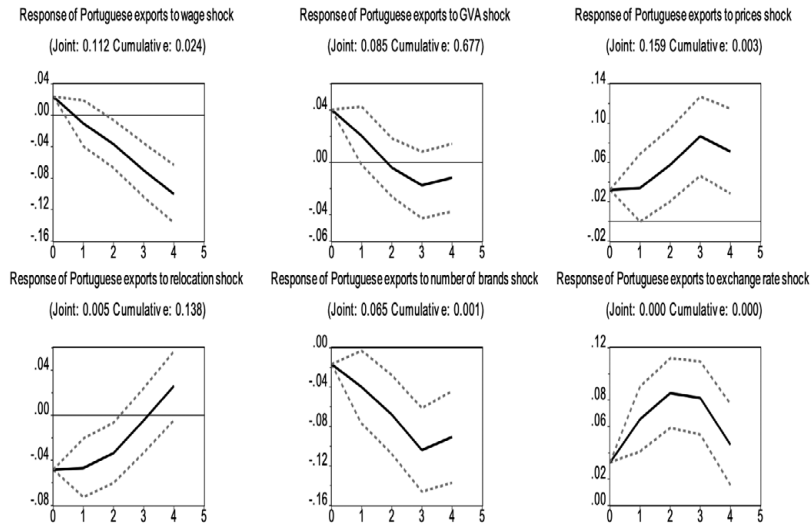 Response of Portuguese exports to wage shock
(Joint: 0.112 Cumulative: 0.024)
.04
.00
-.04
-.08
-.12
-.16
0 1 2 3 4 5
Response of Portuguese exports to GVA shock
(Joint: 0.085 Cumulative: 0.677)
.04
.00
-.04
-.06
0 1 2 3 4 5
Response of Portuguese exports to prices shock
(Joint: 0.159 Cumulative: 0.003)
.14
.10
.06
.02
-.02
0 1 2 3 4 5
Response of Portuguese exports to relocation shock
(Joint: 0.005 Cumulative: 0.138)
.04
.00
-.04
-.08
0 1 2 3 4 5
Response of Portuguese exports to number of brands shock
(Joint: 0.065 Cumulative: 0.001)
.00
-.04
-.08
-.12
-.16
0 1 2 3 4 5
Response of Portuguese exports to exchange rate shock
(Joint: 0.000 Cumulative: 0.000)
.12
.08
.06
.04
.02
.00
0 1 2 3 4 5